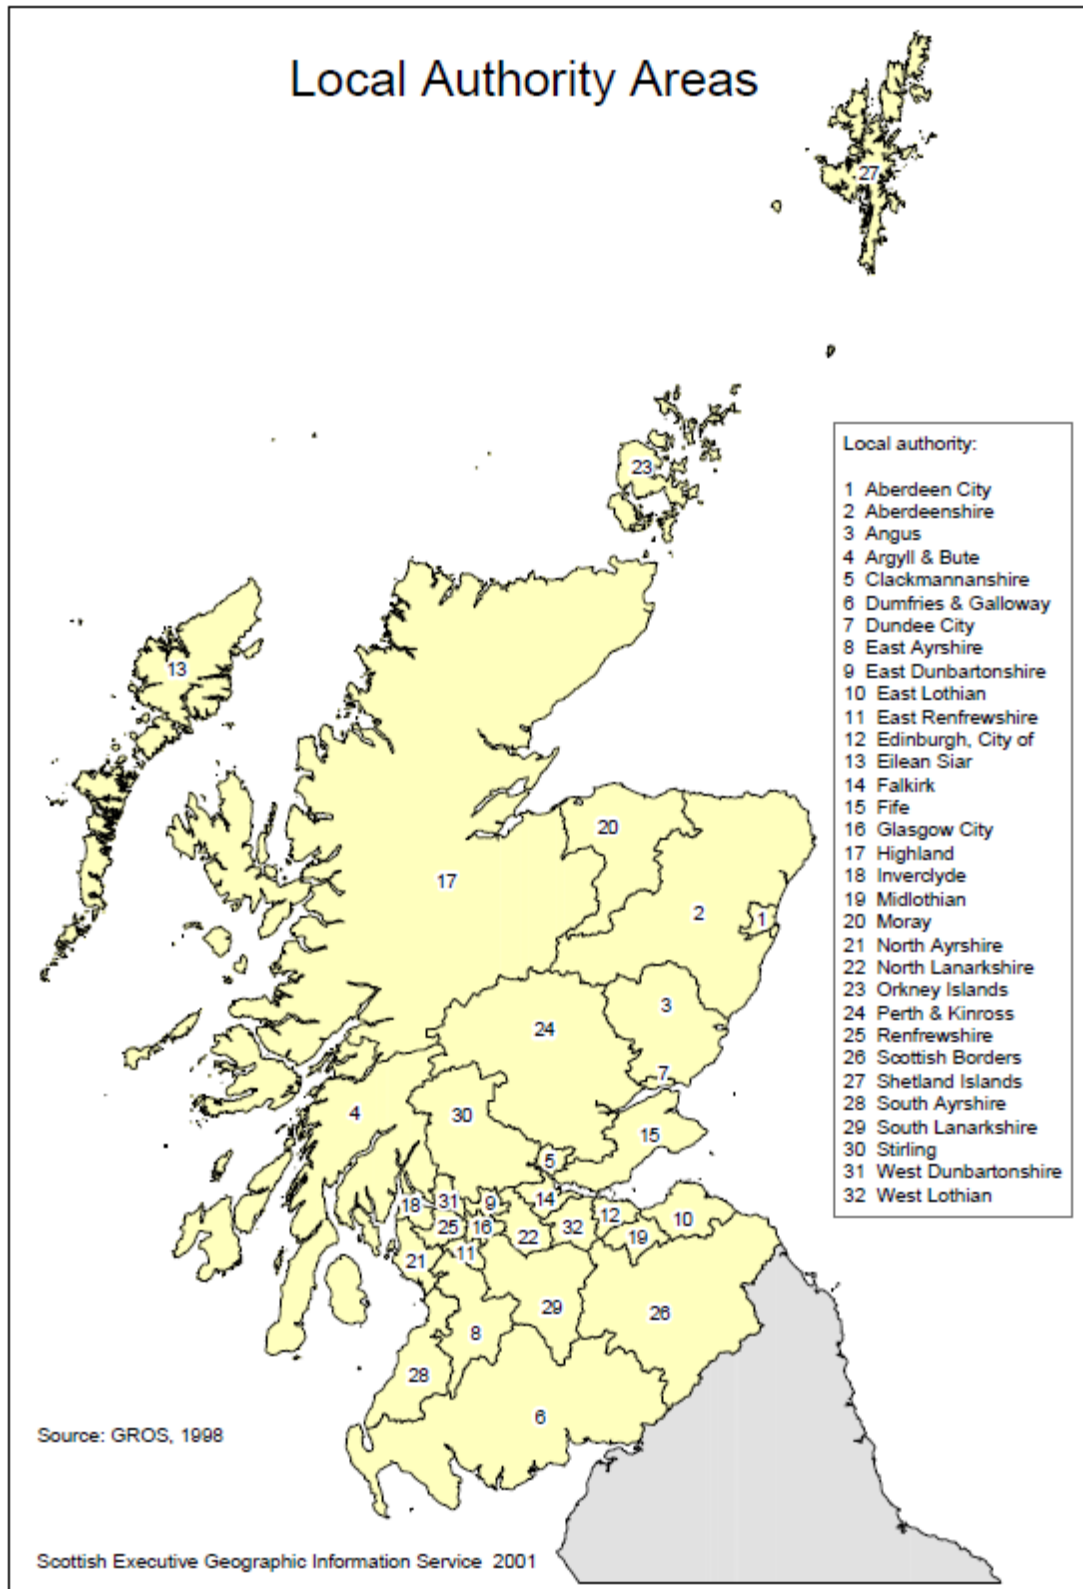 Local Authority Areas
27
23
13
20
17
2
1
3
24
7
4
30
15
5
18
31
9
14
12
10
25
16
22
32
19
21
11
29
26
8
28
6
Local authority:
1 Aberdeen City
2 Aberdeenshire
3 Angus
4 Argyll & Bute
5 Clackmannanshire
6 Dumfries & Galloway
7 Dundee City
8 East Ayrshire
9 East Dunbartonshire
10 East Lothian
11 East Renfrewshire
12 Edinburgh, City of
13 Eilean Siar
14 Falkirk
15 Fife
16 Glasgow City
17 Highland
18 Inverclyde
19 Midlothian
20 Moray
21 North Ayrshire
22 North Lanarkshire
23 Orkney Islands
24 Perth & Kinross
25 Renfrewshire
26 Scottish Borders
27 Shetland Islands
28 South Ayrshire
29 South Lanarkshire
30 Stirling
31 West Dunbartonshire
32 West Lothian
Source: GROS, 1998
Scottish Executive Geographic Information Service 2001